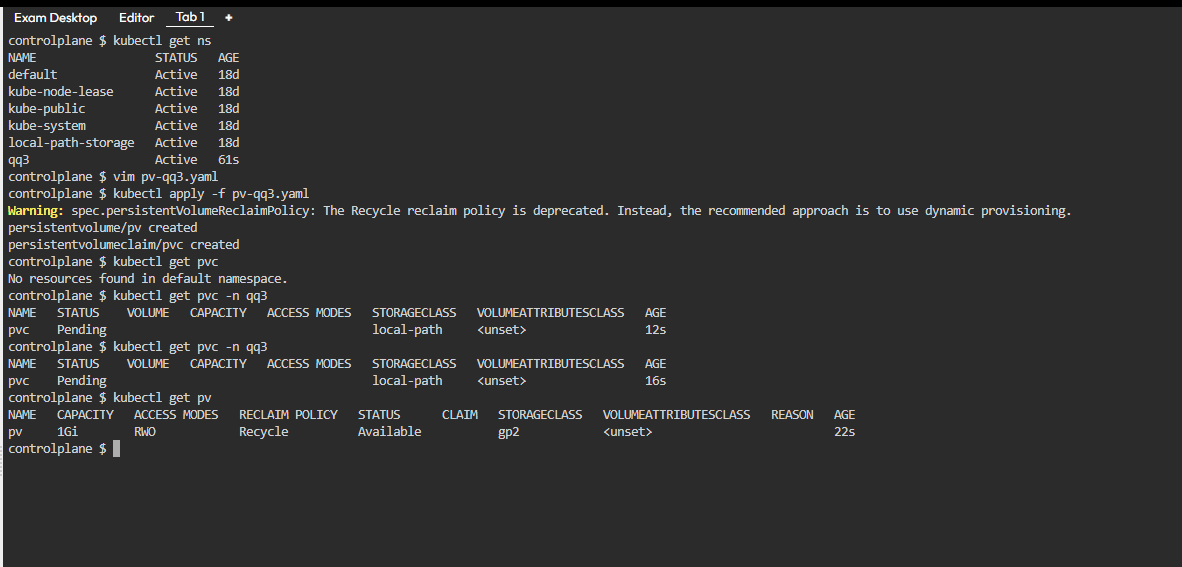 Exam Desktop Editor Tab 1 +
controlplane $ kubectl get ns
NAME STATUS AGE
default Active 18d
kube-node-lease Active 18d
kube-public Active 18d
kube-system Active 18d
local-path-storage Active 18d
qq3 Active 61s
controlplane $ vim pv-qq3.yaml
controlplane $ kubectl apply -f pv-qq3.yaml
Warning: spec.persistentVolumeReclaimPolicy: The Recycle reclaim policy is deprecated. Instead, the recommended approach is to use dynamic provisioning.
persistentvolume/pv created
persistentvolumeclaim/pvc created
controlplane $ kubectl get pvc
No resources found in default namespace.
controlplane $ kubectl get pvc -n qq3
NAME STATUS VOLUME CAPACITY ACCESS MODES STORAGECLASS VOLUMEATTRIBUTESCLASS AGE
pvc Pending local-path <unset> 12s
controlplane $ kubectl get pvc -n qq3
NAME STATUS VOLUME CAPACITY ACCESS MODES STORAGECLASS VOLUMEATTRIBUTESCLASS AGE
pvc Pending local-path <unset> 16s
controlplane $ kubectl get pv
NAME CAPACITY ACCESS MODES RECLAIM POLICY STATUS CLAIM STORAGECLASS VOLUMEATTRIBUTESCLASS REASON AGE
pv 1Gi RWO Recycle Available gp2 <unset> 22s
controlplane $